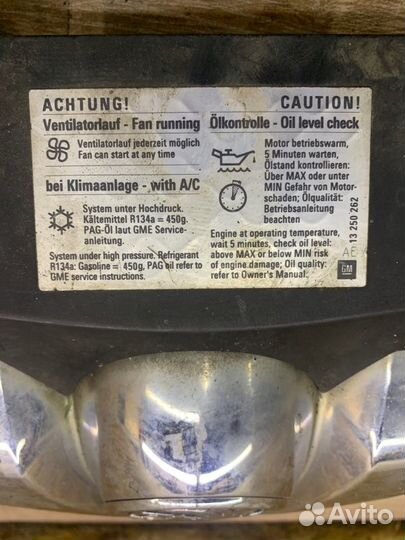 ACHTUNG!
Ventilatorlauf - Fan running
Ventilatorlauf jederzeit möglich
Fan can start at any time
bei Klimaanlage - with A/C
System unter Hochdruck.
Kältemittel R134a = 450g.
PAG-Öl laut GME Service-
anleitung.
System under high pressure. Refrigerant
R134a: Gasoline = 450g. PAG oil refer to
GME service instructions.
CAUTION!
Ölkontrolle - Oil level check
Motor betriebswarm,
5 Minuten warten,
Ölstand kontrollieren:
Über MAX oder unter
MIN Gefahr von Motor-
schaden; Ölqualität:
Betriebsanleitung
beachten
Engine at operating temperature,
wait 5 minutes, check oil level:
above MAX or below MIN risk
of engine damage; Oil quality:
refer to Owner's Manual.
AE 13 250 262
GM
Avito